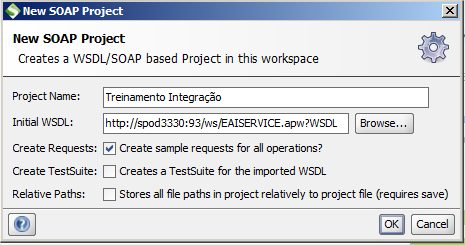 New SOAP Project
New SOAP Project
Creates a WSDL/SOAP based Project in this workspace
Project Name: Treinamento Integração
Initial WSDL: http://spod3330:93/ws/EAISERVICE.apw?WSDL Browse...
Create Requests: Create sample requests for all operations?
Create TestSuite: Creates a TestSuite for the imported WSDL
Relative Paths: Stores all file paths in project relatively to project file (requires save)
? OK Cancel